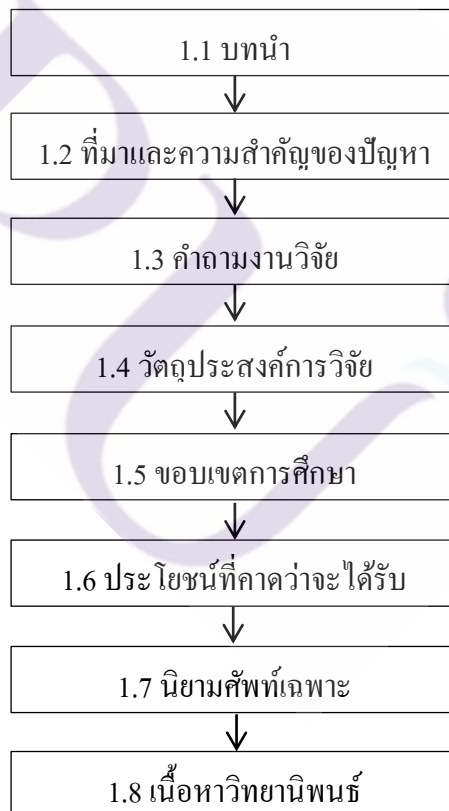 1.1 บทนำ
1.2 ที่มาและความสำคัญของปัญหา
1.3 คำถามงานวิจัย
1.4 วัตถุประสงค์การวิจัย
1.5 ขอบเขตการศึกษา
1.6 ประโยชน์ที่คาดว่าจะได้รับ
1.7 นิยามศัพท์เฉพาะ
1.8 เนื้อหาวิทยานิพนธ์